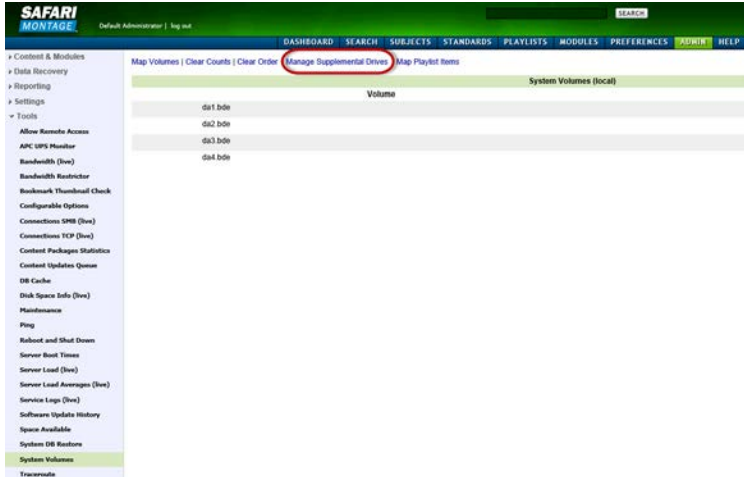 SAFARI
MONTAGE
Default Administrator | log out
SEARCH
DASHBOARD SEARCH SUBJECTS STANDARDS PLAYLISTS MODULES PREFERENCES ADMIN HELP
Content & Modules
Data Recovery
Reporting
Settings
Tools
Allow Remote Access
APC UPS Monitor
Bandwidth (live)
Bandwidth Restrictor
Bookmark Thumbnail Check
Configurable Options
Connections SMB (live)
Connections TCP (live)
Content Packages Statistics
Content Updates Queue
DB Cache
Disk Space Info (live)
Maintenance
Ping
Reboot and Shut Down
Server Boot Times
Server Load (live)
Server Load Averages (live)
Service Logs (live)
Software Update History
Space Available
System DB Restore
System Volumes
Traceroute
Map Volumes | Clear Counts | Clear Order | Manage Supplemental Drives | Map Playlist Items
System Volumes (local)
Volume
da1.bde
da2.bde
da3.bde
da4.bde